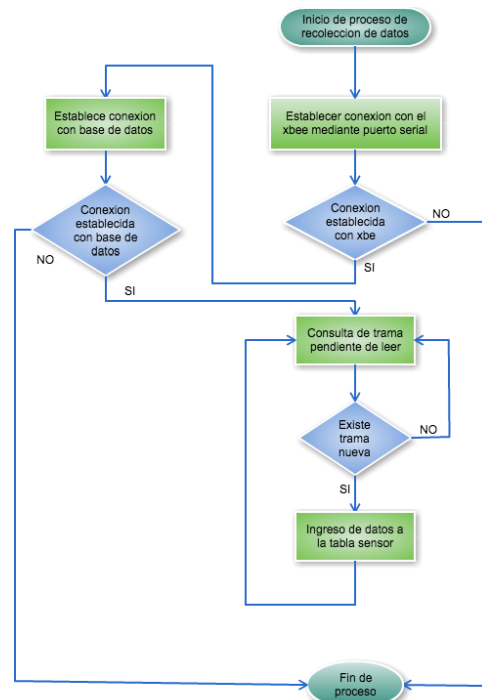 Inicio de proceso de
recoleccion de datos
Establece conexion
con base de datos
Establecer conexion con el
xbee mediante puerto serial
Conexion
establecida
con base de
datos
Conexion
establecida
con xbe
NO
NO
SI
SI
Consulta de trama
pendiente de leer
Existe
trama
nueva
NO
SI
Ingreso de datos a
la tabla sensor
Fin de
proceso